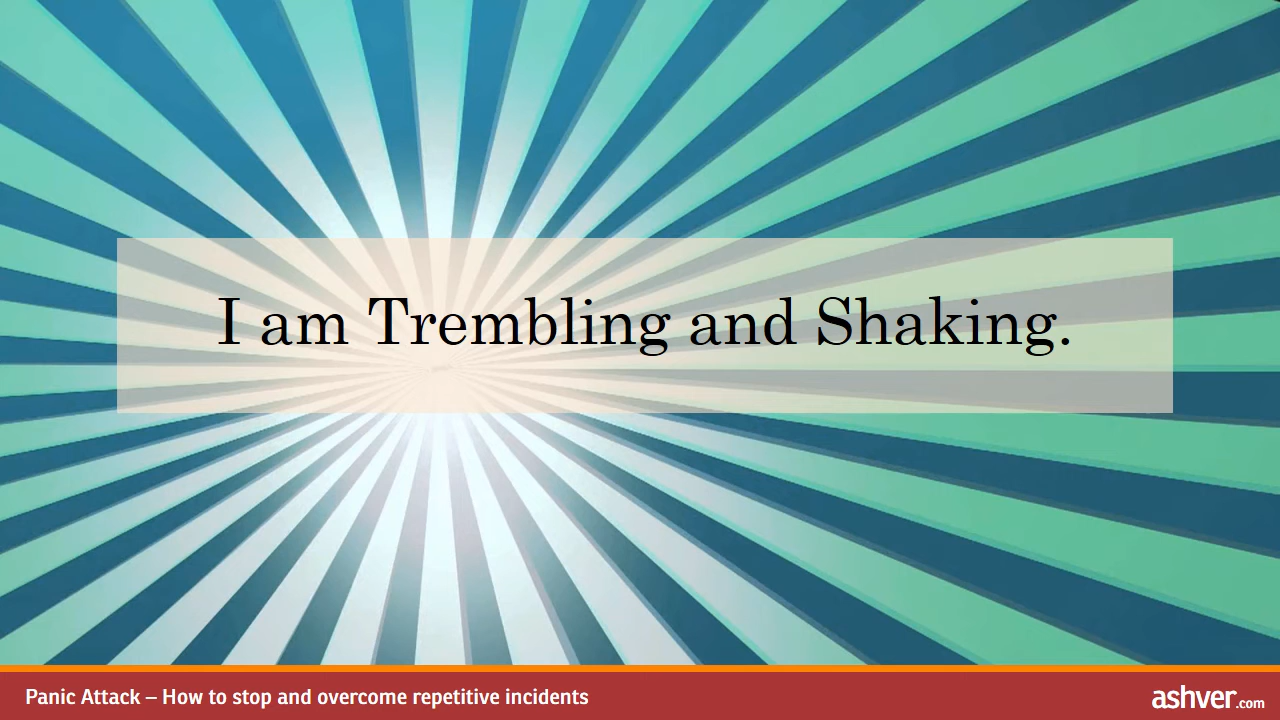 I am Trembling and Shaking.
Panic Attack – How to stop and overcome repetitive incidents
ashver.com